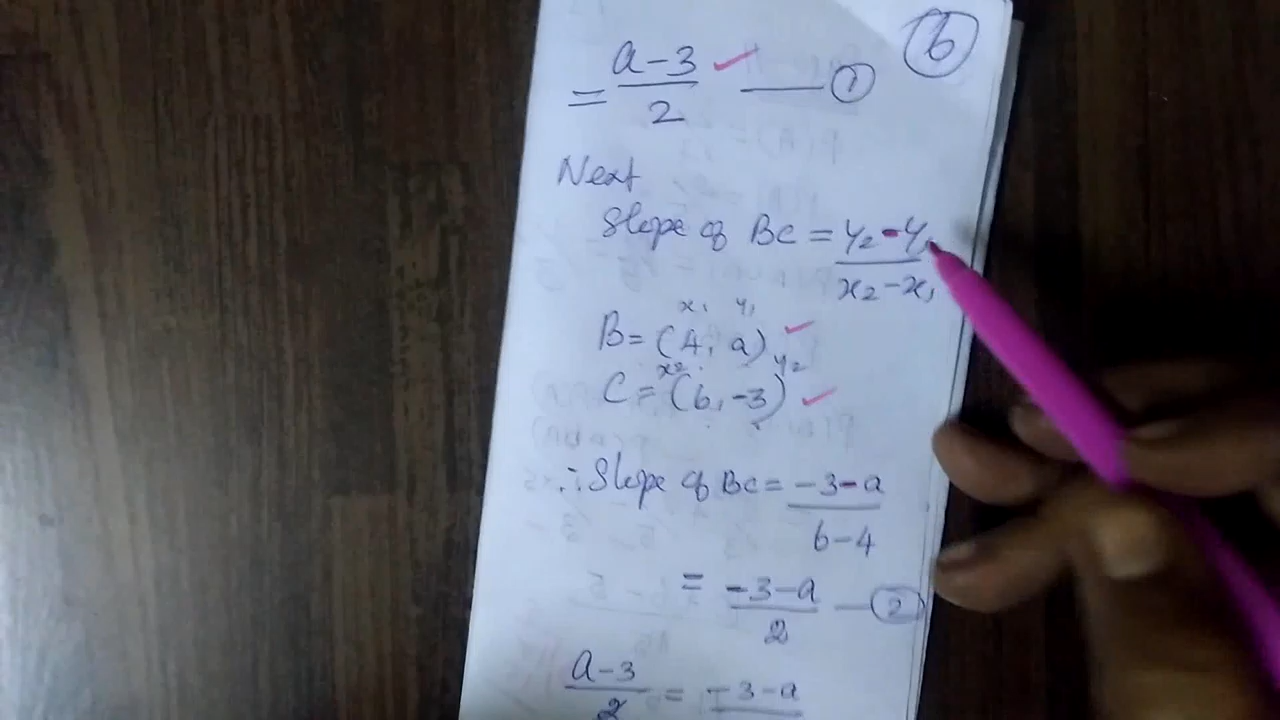 6
= a-3/2 ✓ — ①
Next
Slope of BC = y₂-y₁/x₂-x₁
x₁ y₁
B = (4, a) ✓
x₂ y₂
C = (6, -3) ✓
∴ Slope of BC = -3-a/6-4
= -3-a/2 — ②
a-3/2 = -3-a